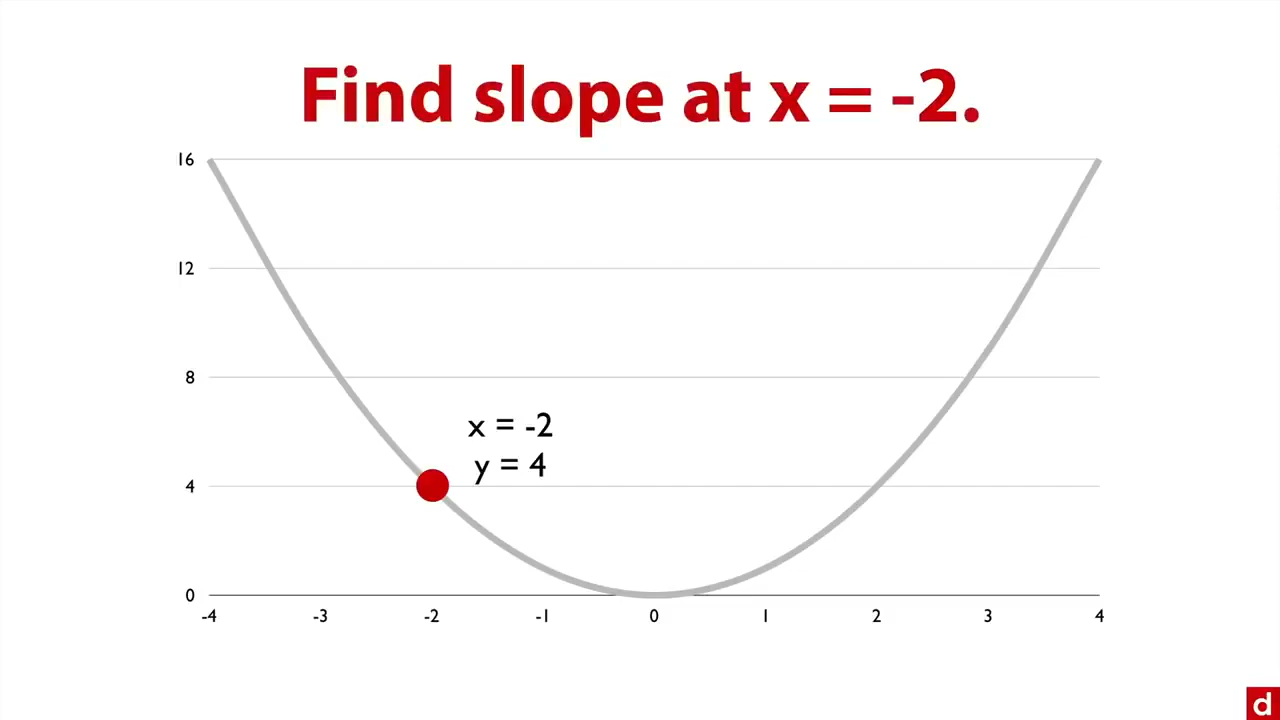 Find slope at x = -2.
16
12
8
x = -2
y = 4
4
0
-4 -3 -2 -1 0 1 2 3 4
d